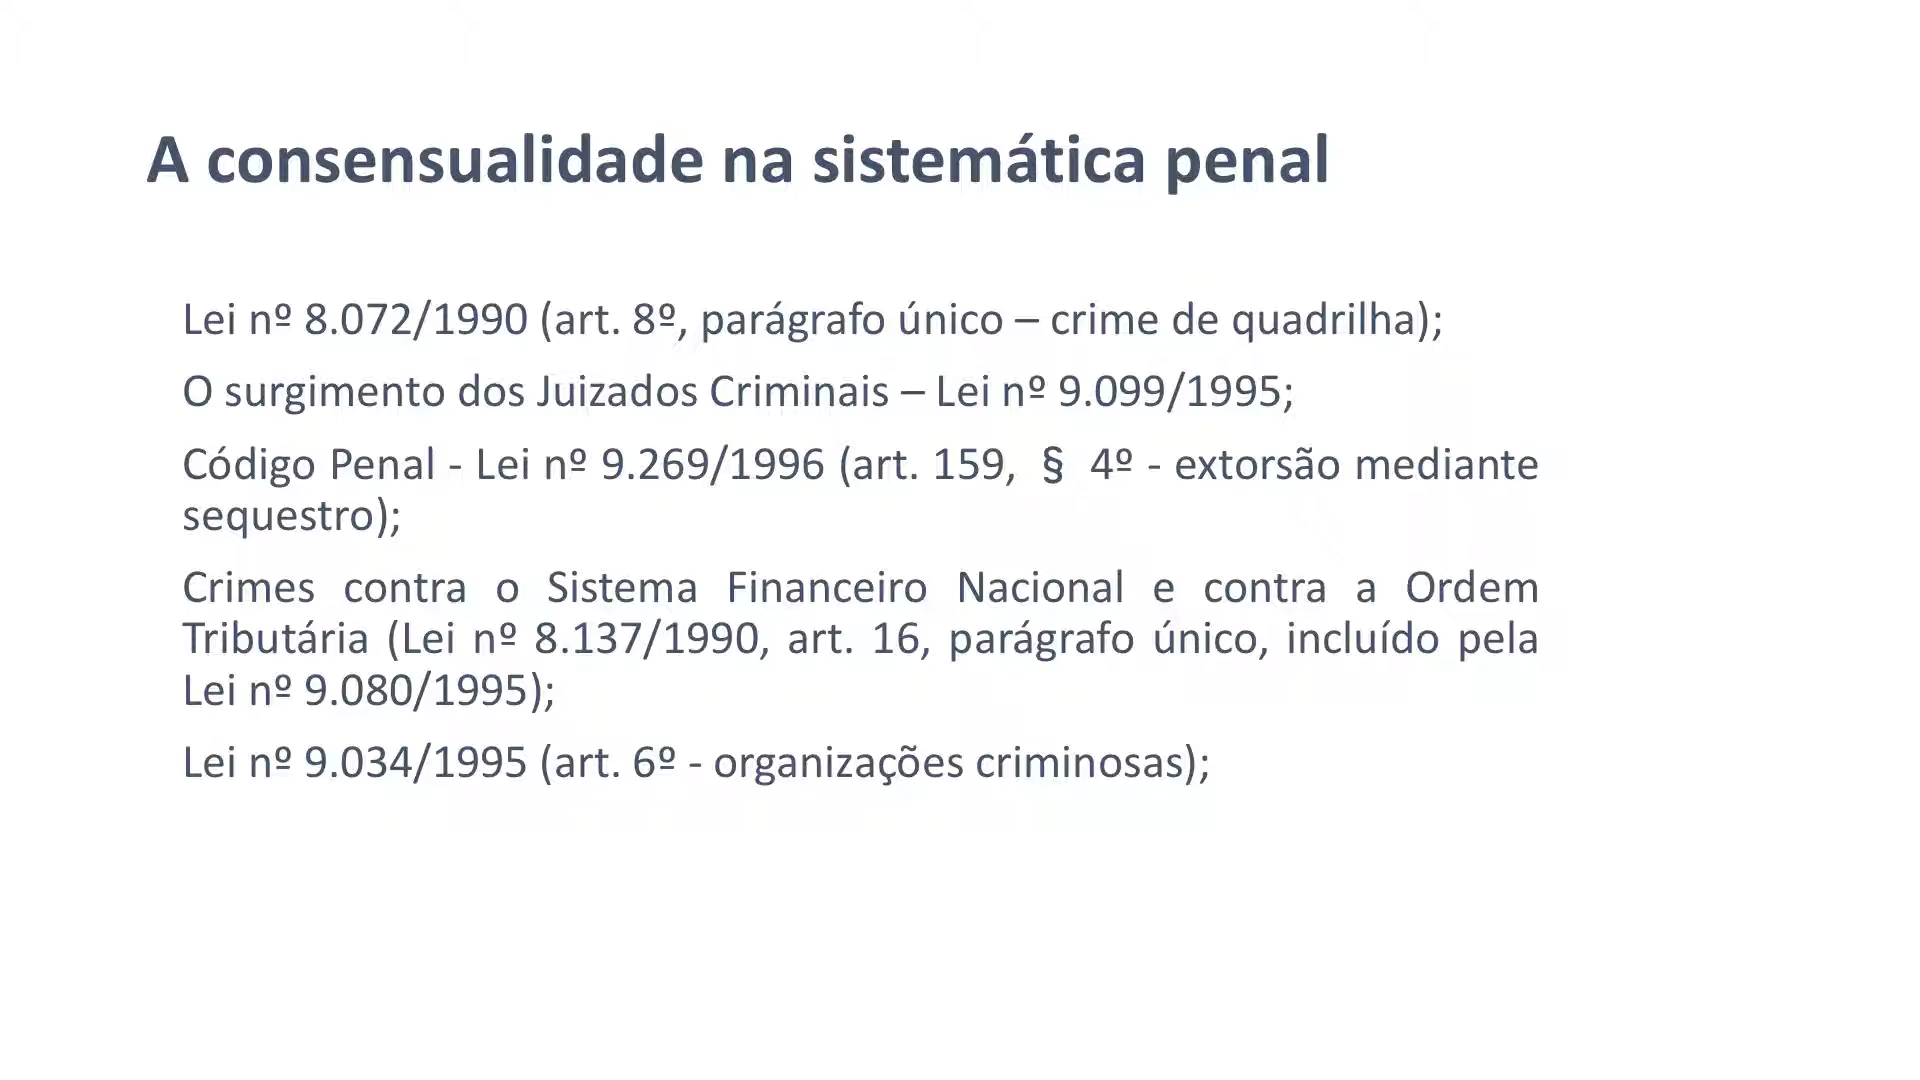 A consensualidade na sistemática penal
Lei nº 8.072/1990 (art. 8º, parágrafo único – crime de quadrilha);
O surgimento dos Juizados Criminais – Lei nº 9.099/1995;
Código Penal - Lei nº 9.269/1996 (art. 159, § 4º - extorsão mediante
sequestro);
Crimes contra o Sistema Financeiro Nacional e contra a Ordem
Tributária (Lei nº 8.137/1990, art. 16, parágrafo único, incluído pela
Lei nº 9.080/1995);
Lei nº 9.034/1995 (art. 6º - organizações criminosas);